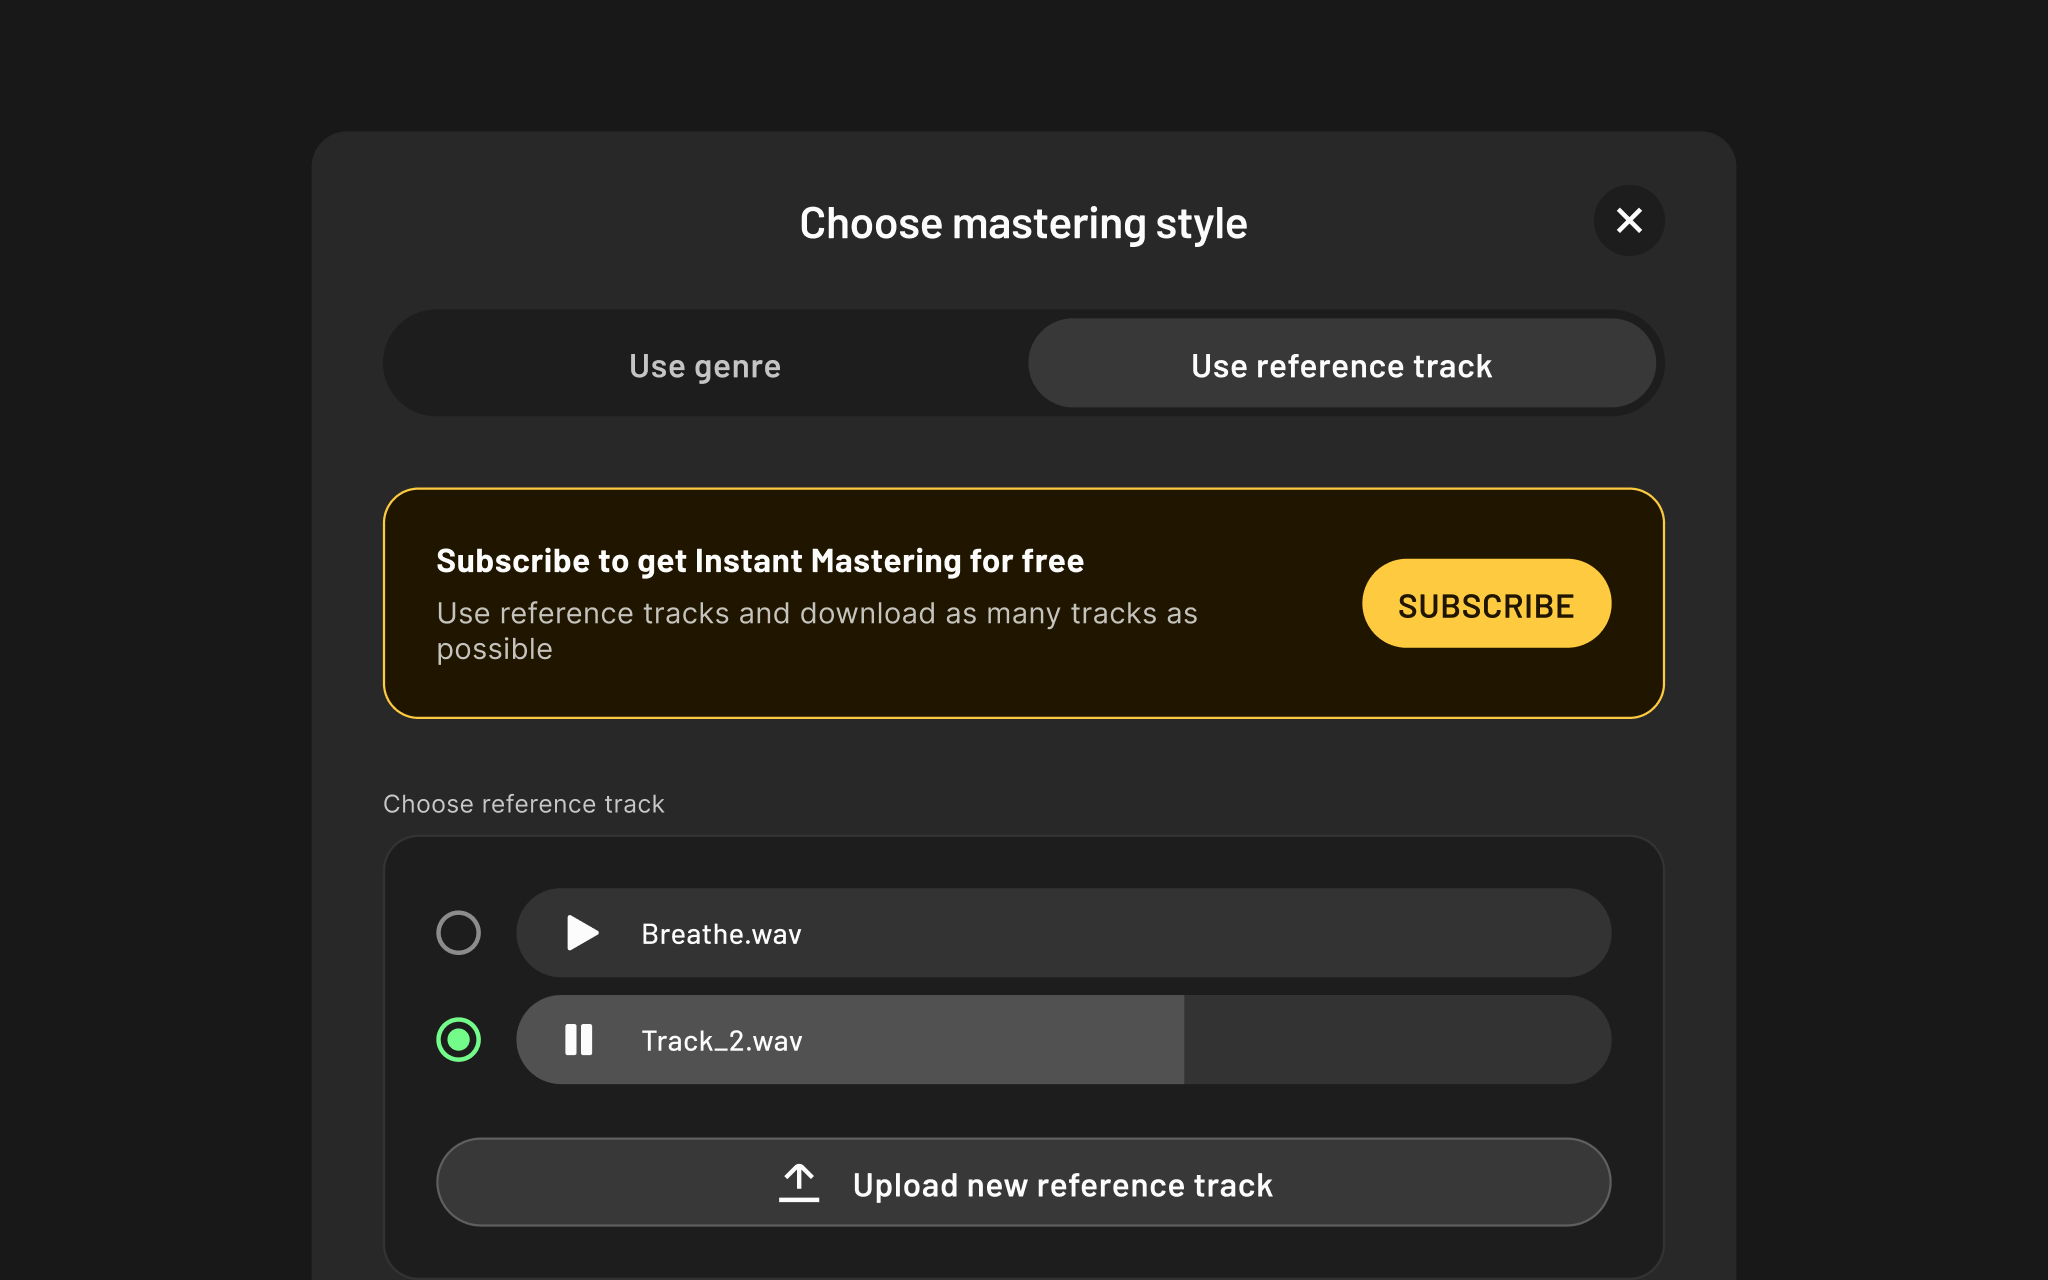 Choose mastering style
Use genre
Use reference track
Subscribe to get Instant Mastering for free
Use reference tracks and download as many tracks as
possible
SUBSCRIBE
Choose reference track
Breathe.wav
Track_2.wav
Upload new reference track